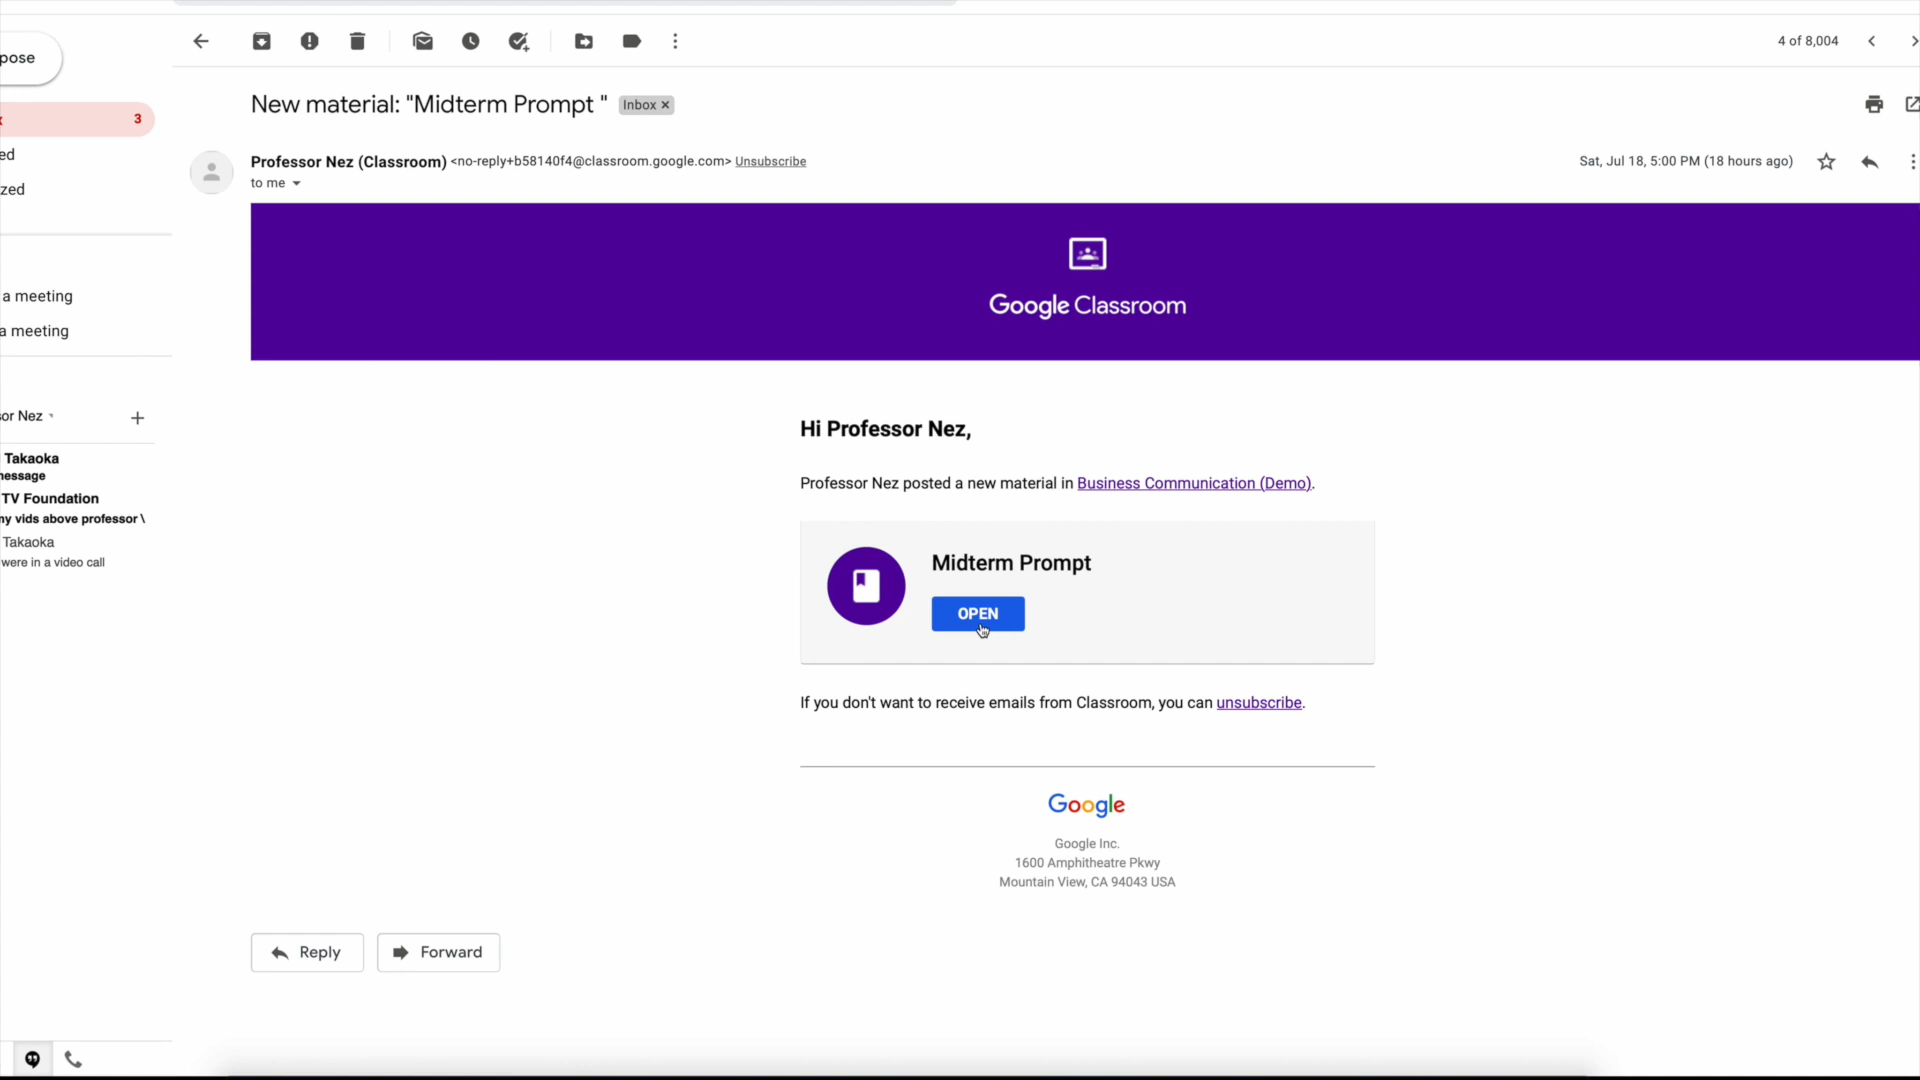 pose
4 of 8,004
New material: "Midterm Prompt " Inbox ×
3
Professor Nez (Classroom) <no-reply+b58140f4@classroom.google.com> Unsubscribe
Sat, Jul 18, 5:00 PM (18 hours ago)
to me
ed
zed
Google Classroom
a meeting
a meeting
or Nez
Takaoka
message
TV Foundation
my vids above professor \
Takaoka
were in a video call
Hi Professor Nez,
Professor Nez posted a new material in Business Communication (Demo).
Midterm Prompt
OPEN
If you don't want to receive emails from Classroom, you can unsubscribe.
Google
Google Inc.
1600 Amphitheatre Pkwy
Mountain View, CA 94043 USA
Reply
Forward